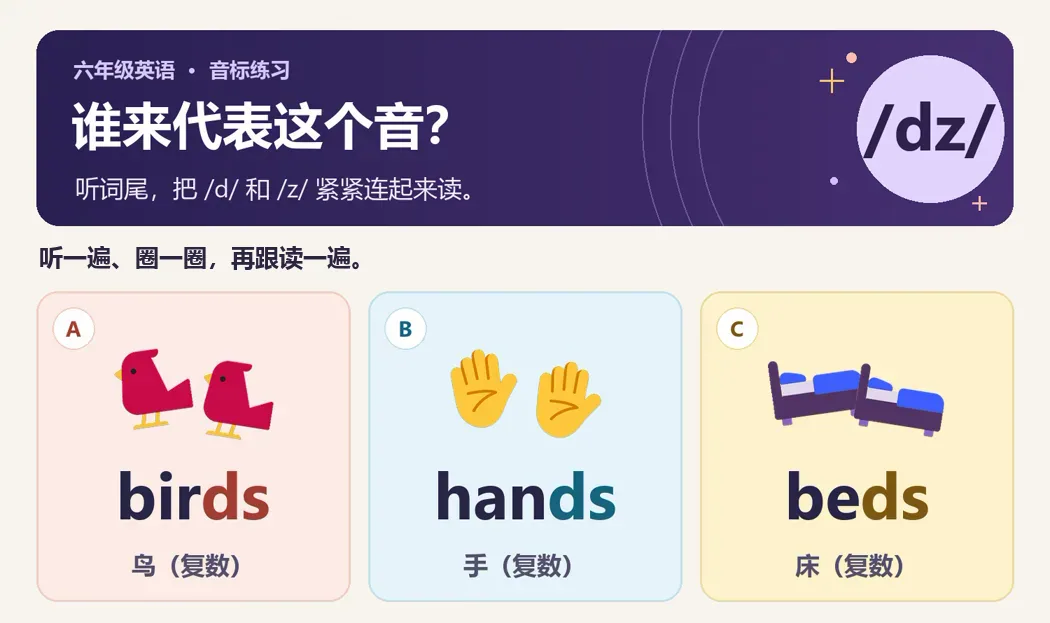 六年级英语 • 音标练习
谁来代表这个音？
听词尾，把 /d/ 和 /z/ 紧紧连起来读。
/dz/
听一遍、圈一圈，再跟读一遍。
A
birds
鸟（复数）
B
hands
手（复数）
C
beds
床（复数）